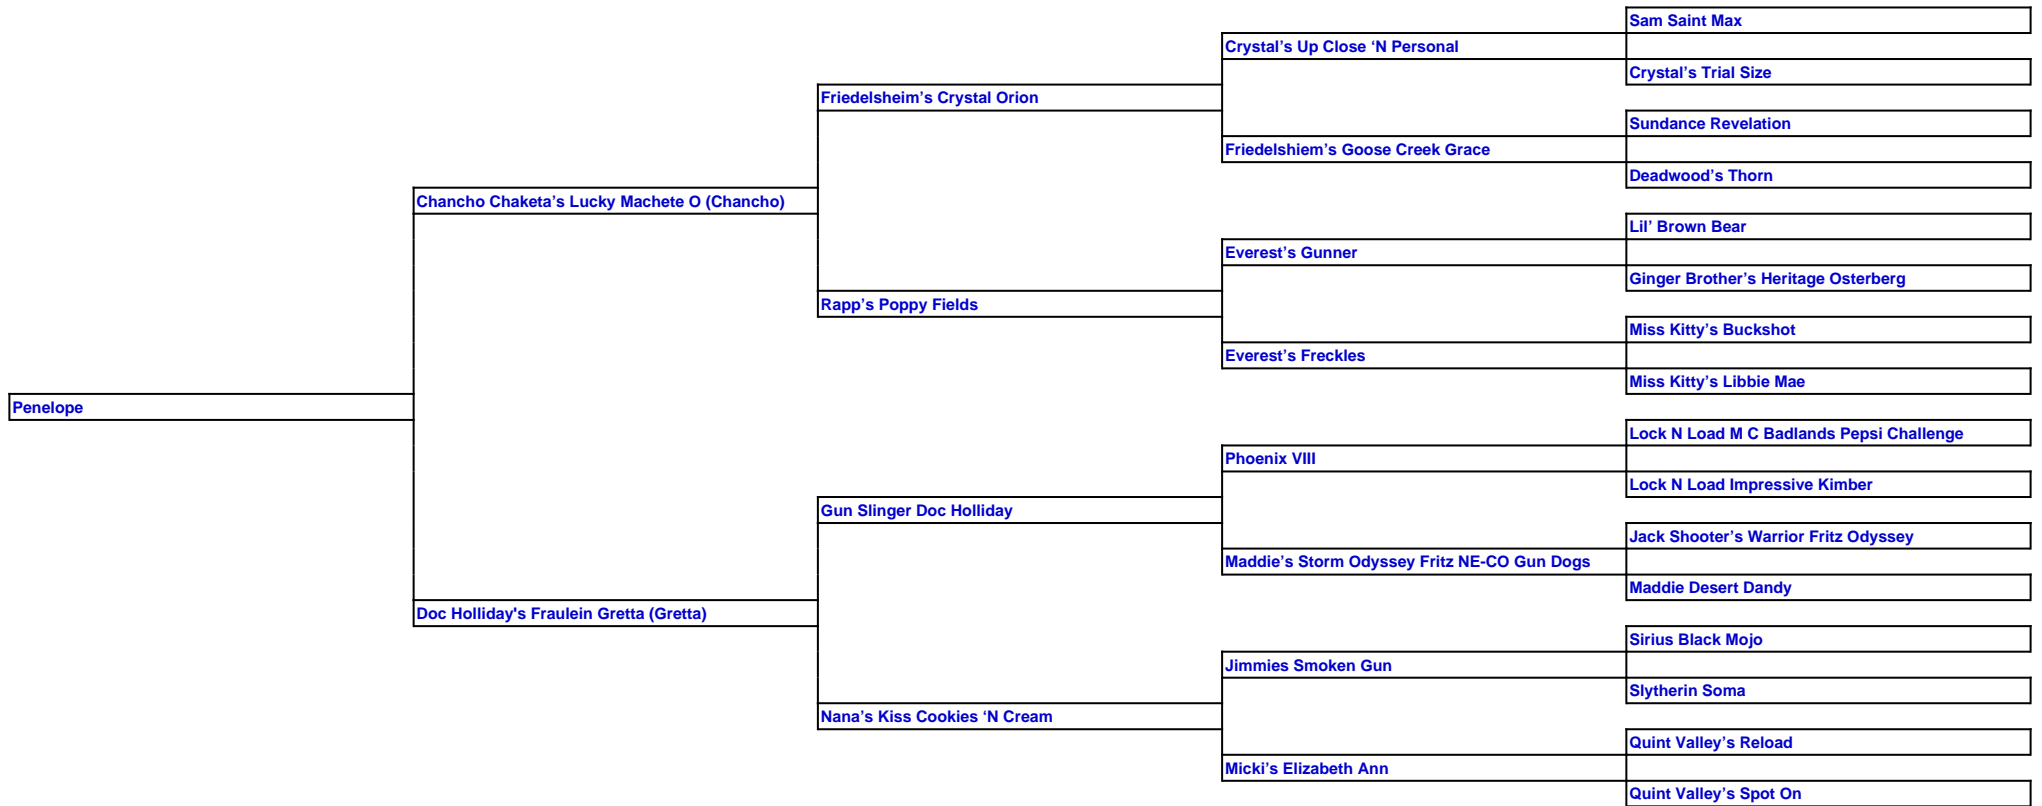 Sam Saint Max
Crystal’s Up Close ‘N Personal
Crystal’s Trial Size
Friedelsheim’s Crystal Orion
Sundance Revelation
Friedelshiem’s Goose Creek Grace
Deadwood’s Thorn
Chancho Chaketa’s Lucky Machete O (Chancho)
Lil’ Brown Bear
Everest’s Gunner
Ginger Brother’s Heritage Osterberg
Rapp’s Poppy Fields
Miss Kitty’s Buckshot
Everest’s Freckles
Miss Kitty’s Libbie Mae
Penelope
Lock N Load M C Badlands Pepsi Challenge
Phoenix VIII
Lock N Load Impressive Kimber
Gun Slinger Doc Holliday
Jack Shooter’s Warrior Fritz Odyssey
Maddie’s Storm Odyssey Fritz NE-CO Gun Dogs
Maddie Desert Dandy
Doc Holliday's Fraulein Gretta (Gretta)
Sirius Black Mojo
Jimmies Smoken Gun
Slytherin Soma
Nana’s Kiss Cookies ‘N Cream
Quint Valley’s Reload
Micki’s Elizabeth Ann
Quint Valley’s Spot On